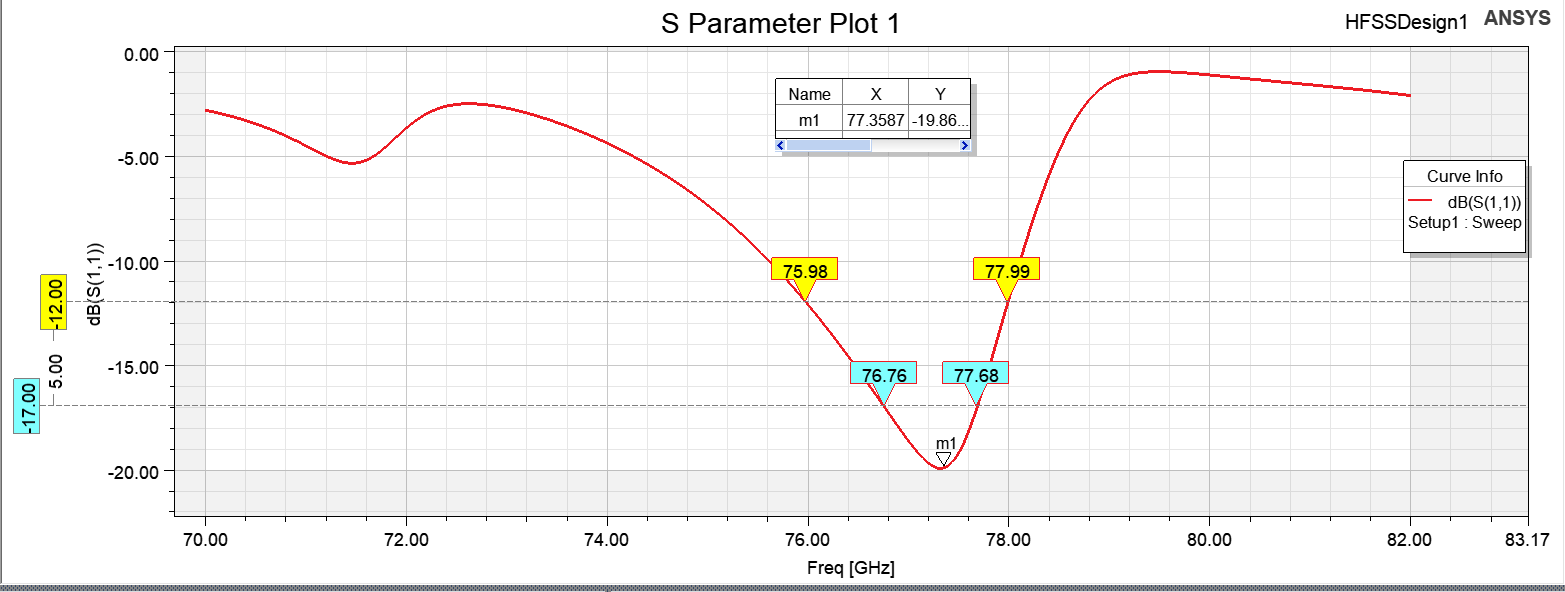 S Parameter Plot 1
HFSSDesign1 ANSYS
0.00
-5.00
-10.00
-15.00
-20.00
dB(S(1,1))
-12.00
5.00
-17.00
Name X Y
m1 77.3587 -19.86...
Curve Info
dB(S(1,1))
Setup1 : Sweep
75.98
77.99
76.76
77.68
m1
70.00 72.00 74.00 76.00 78.00 80.00 82.00 83.17
Freq [GHz]